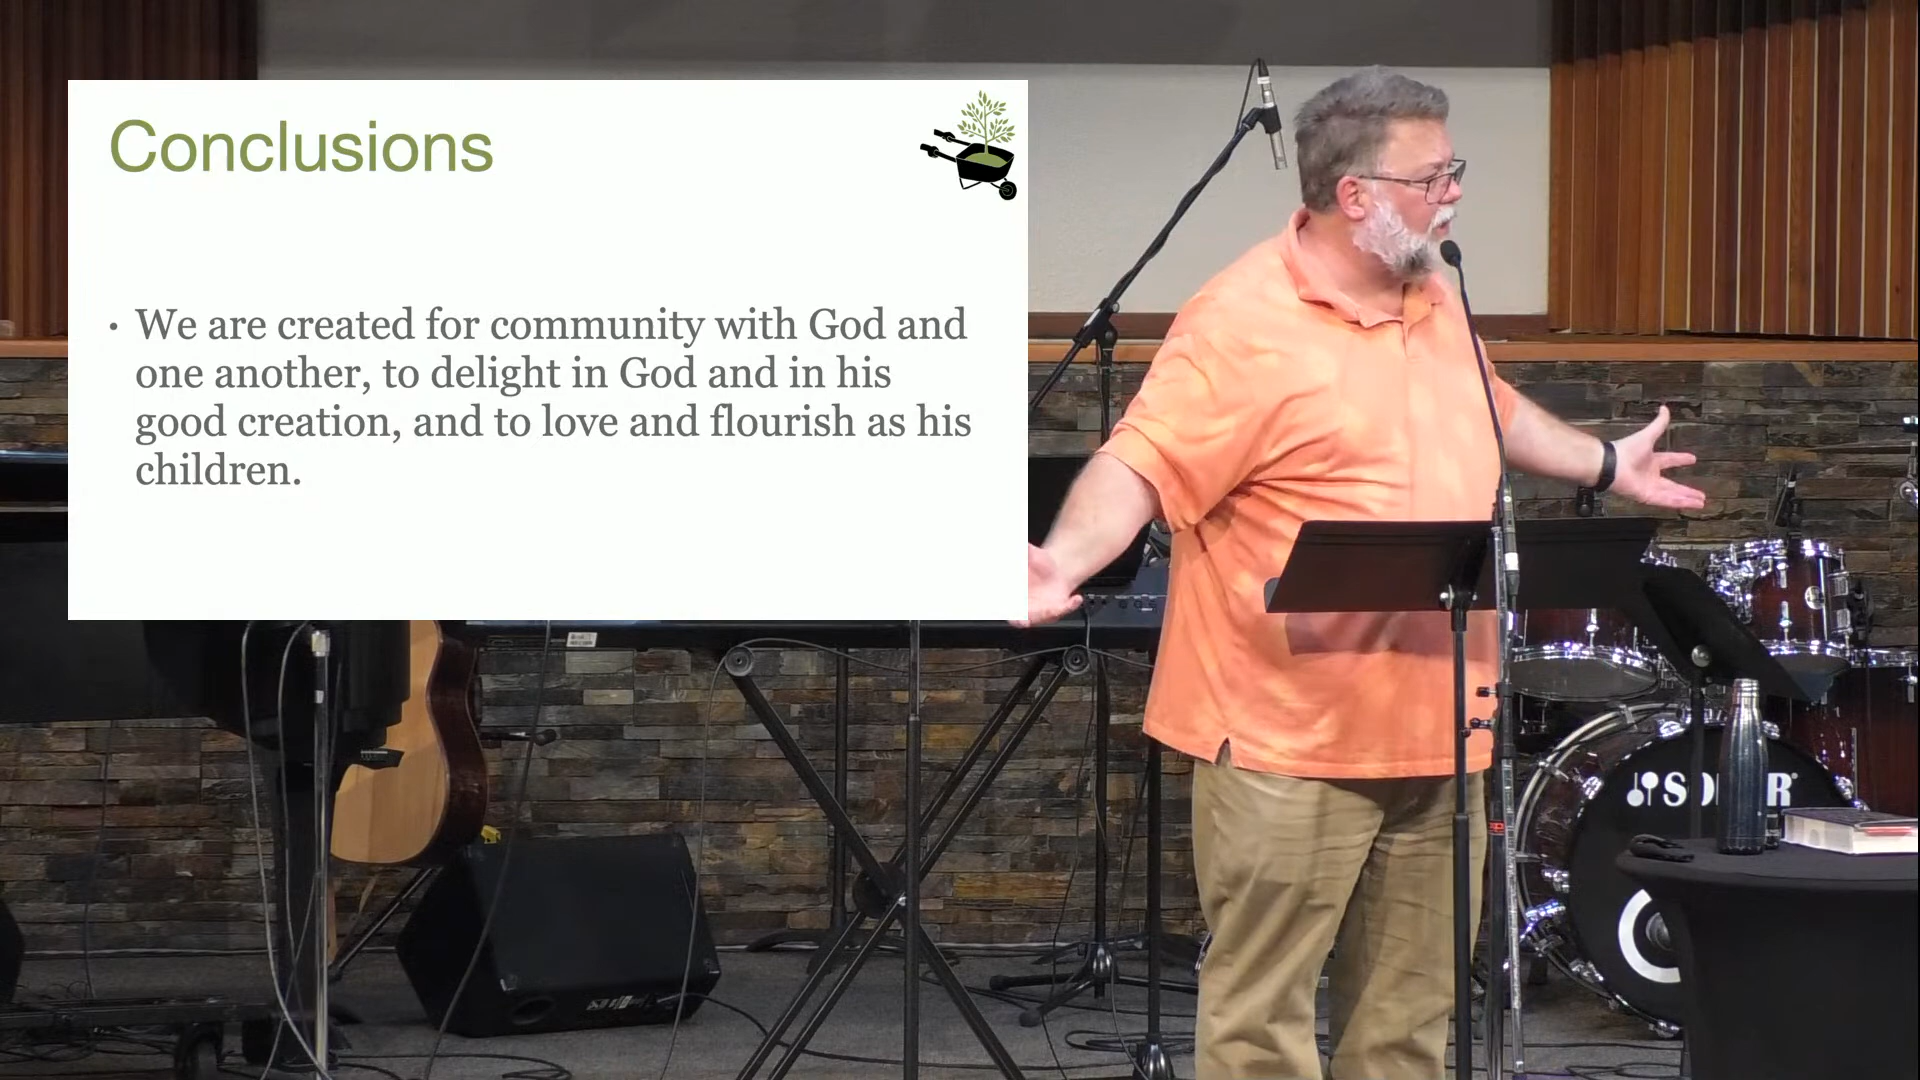 Conclusions
• We are created for community with God and
one another, to delight in God and in his
good creation, and to love and flourish as his
children.